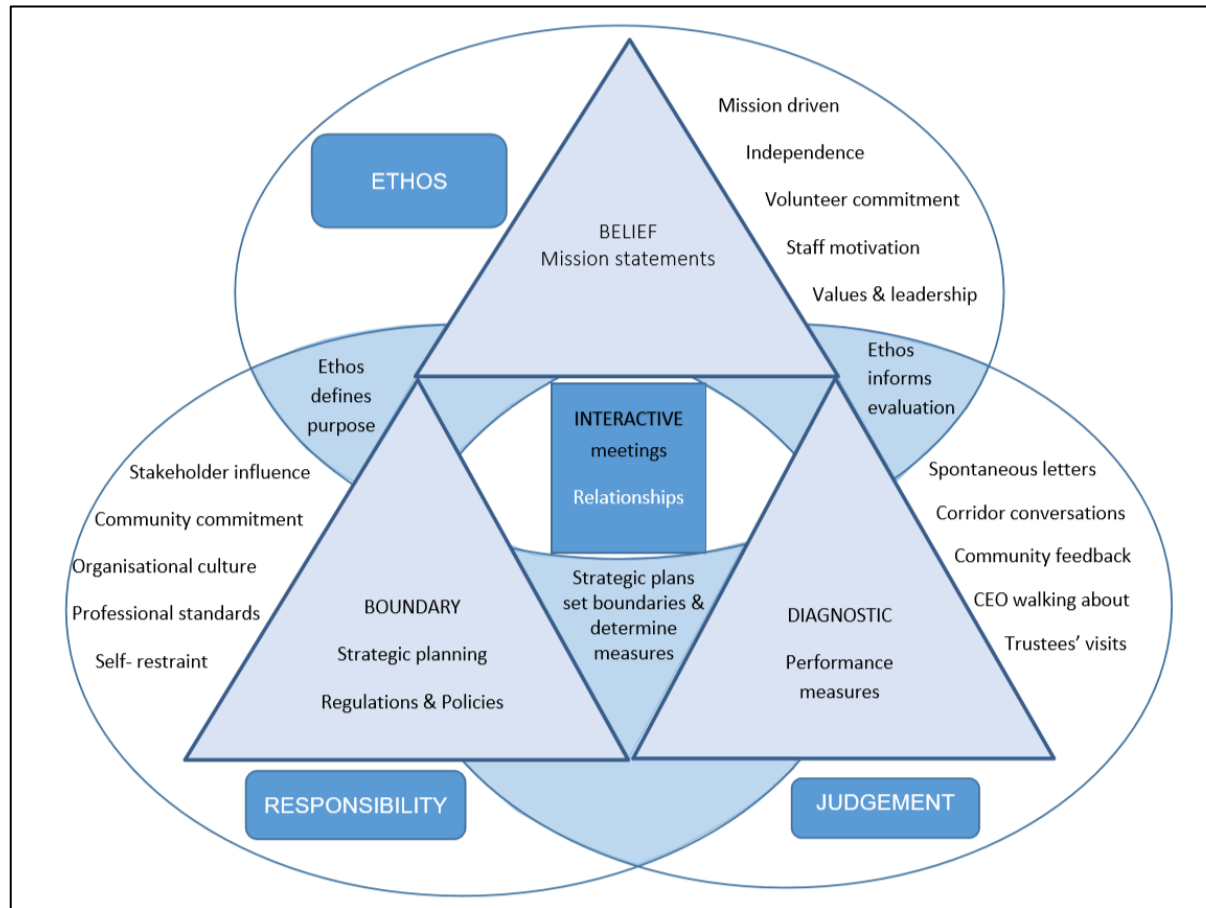 ETHOS
BELIEF
Mission statements
Mission driven
Independence
Volunteer commitment
Staff motivation
Values & leadership
Ethos
defines
purpose
Ethos
informs
evaluation
INTERACTIVE
meetings
Relationships
Stakeholder influence
Community commitment
Organisational culture
Professional standards
Self- restraint
BOUNDARY
Strategic planning
Regulations & Policies
Strategic plans
set boundaries &
determine
measures
DIAGNOSTIC
Performance
measures
Spontaneous letters
Corridor conversations
Community feedback
CEO walking about
Trustees’ visits
RESPONSIBILITY
JUDGEMENT